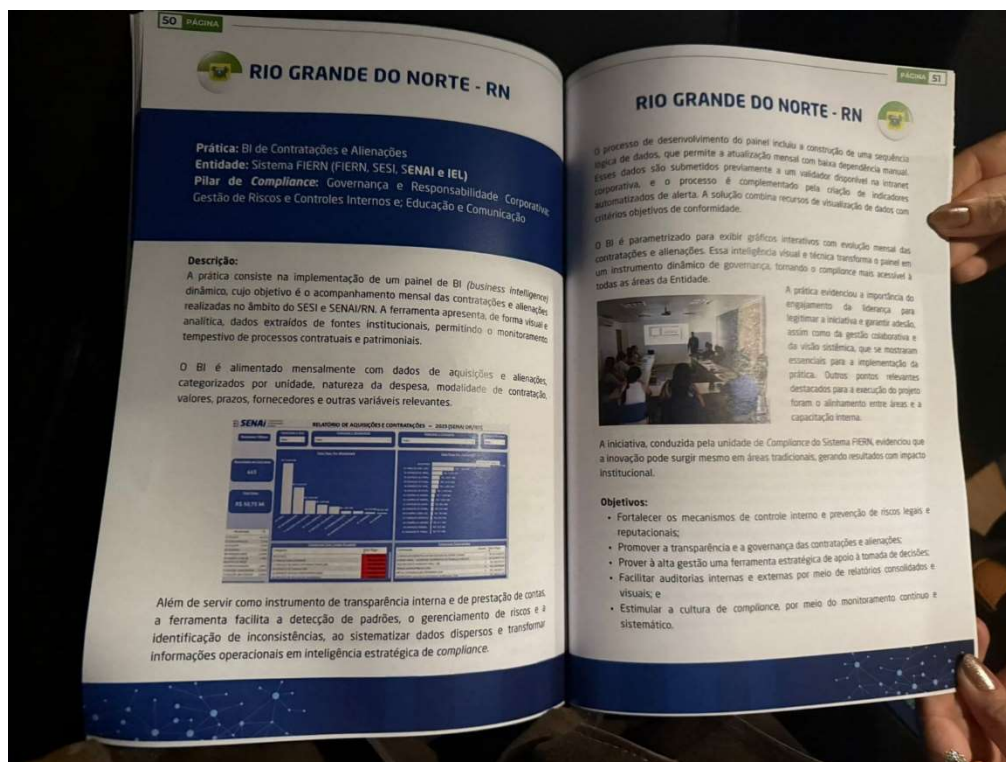 50 PÁGINA
RIO GRANDE DO NORTE - RN
Prática: BI de Contratações e Alienações
Entidade: Sistema FIERN (FIERN, SESI, SENAI e IEL)
Pilar de Compliance: Governança e Responsabilidade Corporativa;
Gestão de Riscos e Controles Internos e; Educação e Comunicação
Descrição:
A prática consiste na implementação de um painel de BI (business intelligence)
dinâmico, cujo objetivo é o acompanhamento mensal das contratações e alienações
realizadas no âmbito do SESI e SENAI/RN. A ferramenta apresenta, de forma visual e
analítica, dados extraídos de fontes institucionais, permitindo o monitoramento
tempestivo de processos contratuais e patrimoniais.
O BI é alimentado mensalmente com dados de aquisições e alienações,
categorizados por unidade, natureza da despesa, modalidade de contratação,
valores, prazos, fornecedores e outras variáveis relevantes.
SENAI
RELATÓRIO DE AQUISIÇÕES E CONTRATAÇÕES - 2025 (SENAI DR/RN)
Além de servir como instrumento de transparência interna e de prestação de contas,
a ferramenta facilita a detecção de padrões, o gerenciamento de riscos e a
identificação de inconsistências, ao sistematizar dados dispersos e transformar
informações operacionais em inteligência estratégica de compliance.
PÁGINA 51
RIO GRANDE DO NORTE - RN
O processo de desenvolvimento do painel incluiu a construção de uma sequência
lógica de dados, que permite a atualização mensal com baixa dependência manual.
Esses dados são submetidos previamente a um validador disponível na intranet
corporativa, e o processo é complementado pela criação de indicadores
automatizados de alerta. A solução combina recursos de visualização de dados com
critérios objetivos de conformidade.
O BI é parametrizado para exibir gráficos interativos com evolução mensal das
contratações e alienações. Essa inteligência visual e técnica transforma o painel em
um instrumento dinâmico de governança, tornando o compliance mais acessível à
todas as áreas da Entidade.
A prática evidenciou a importância do
engajamento da liderança para
legitimar a iniciativa e garantir adesão,
assim como da gestão colaborativa e
da visão sistêmica, que se mostraram
essenciais para a implementação da
prática. Outros pontos relevantes
destacados para a execução do projeto
foram o alinhamento entre áreas e a
capacitação interna.
A iniciativa, conduzida pela unidade de Compliance do Sistema FIERN, evidenciou que
a inovação pode surgir mesmo em áreas tradicionais, gerando resultados com impacto
institucional.
Objetivos:
• Fortalecer os mecanismos de controle interno e prevenção de riscos legais e
reputacionais;
• Promover a transparência e a governança das contratações e alienações;
• Prover à alta gestão uma ferramenta estratégica de apoio à tomada de decisões;
• Facilitar auditorias internas e externas por meio de relatórios consolidados e
visuais; e
• Estimular a cultura de compliance, por meio do monitoramento contínuo e
sistemático.